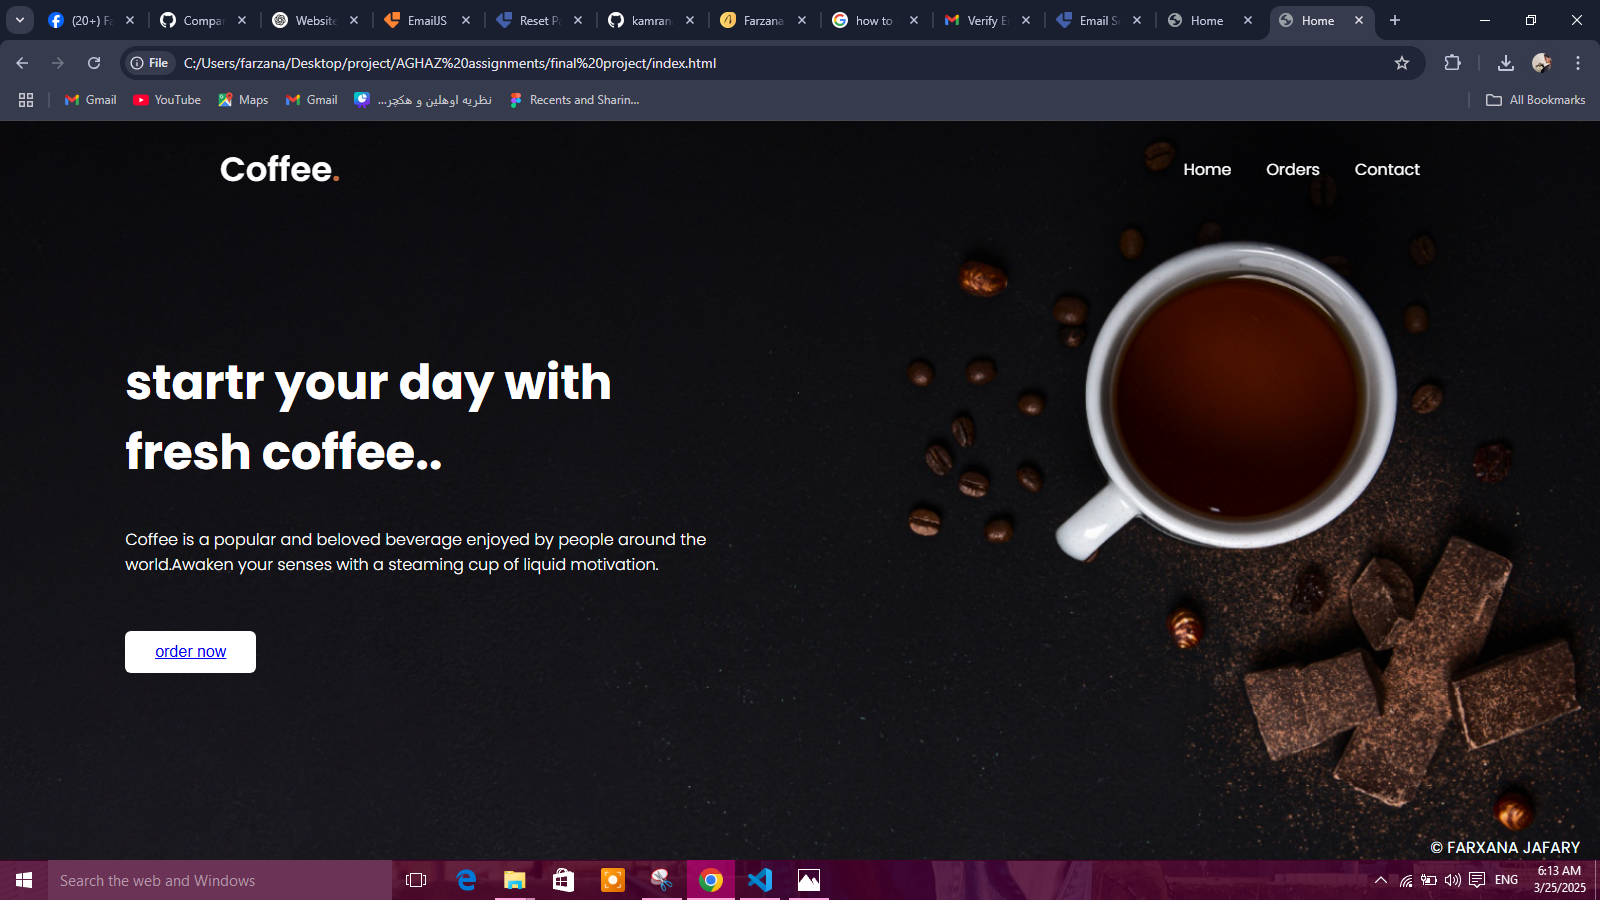 (20+) Fa
Compar
Website
EmailJS
Reset Pa
kamran
Farzana
how to
Verify E
Email Se
Home
Home
File
C:/Users/farzana/Desktop/project/AGHAZ%20assignments/final%20project/index.html
Gmail
YouTube
Maps
Gmail
نظریه اوهلین و هکچر...
Recents and Sharin...
All Bookmarks
Coffee.
Home
Orders
Contact
startr your day with
fresh coffee..
Coffee is a popular and beloved beverage enjoyed by people around the
world.Awaken your senses with a steaming cup of liquid motivation.
order now
© FARXANA JAFARY
Search the web and Windows
ENG
6:13 AM
3/25/2025